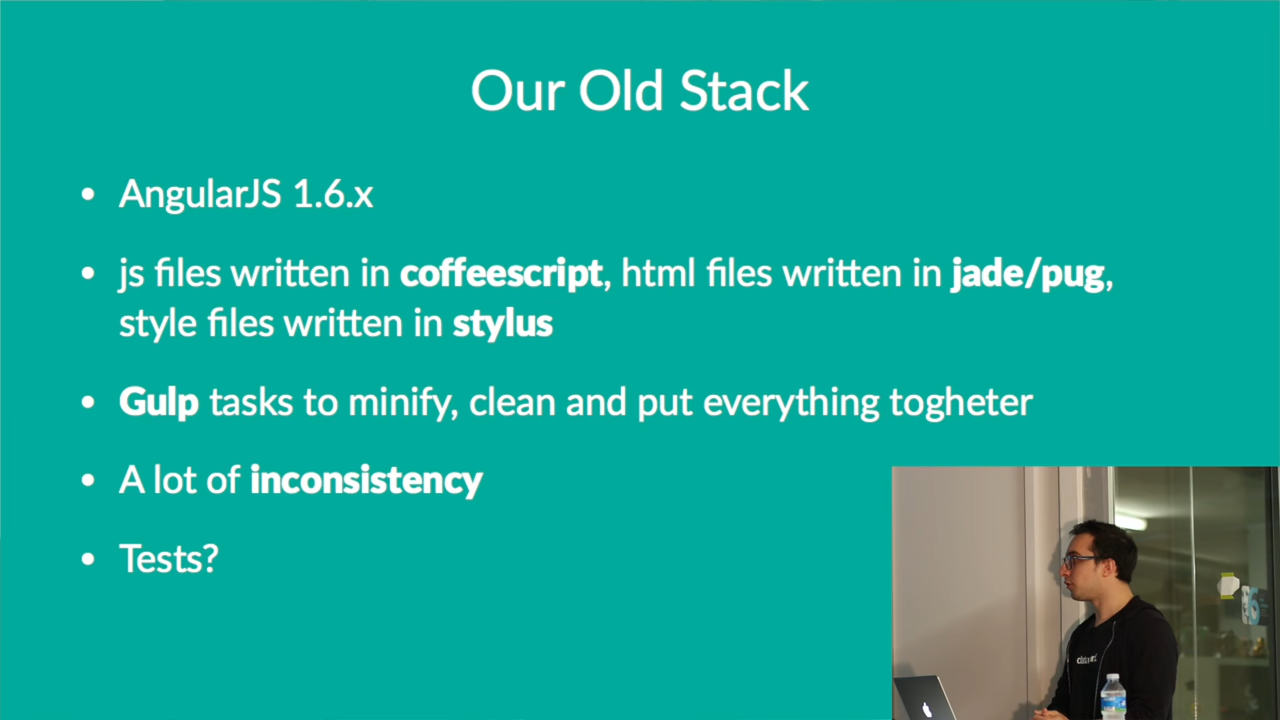 Our Old Stack
• AngularJS 1.6.x
• js files written in coffeescript, html files written in jade/pug,
style files written in stylus
• Gulp tasks to minify, clean and put everything togheter
• A lot of inconsistency
• Tests?